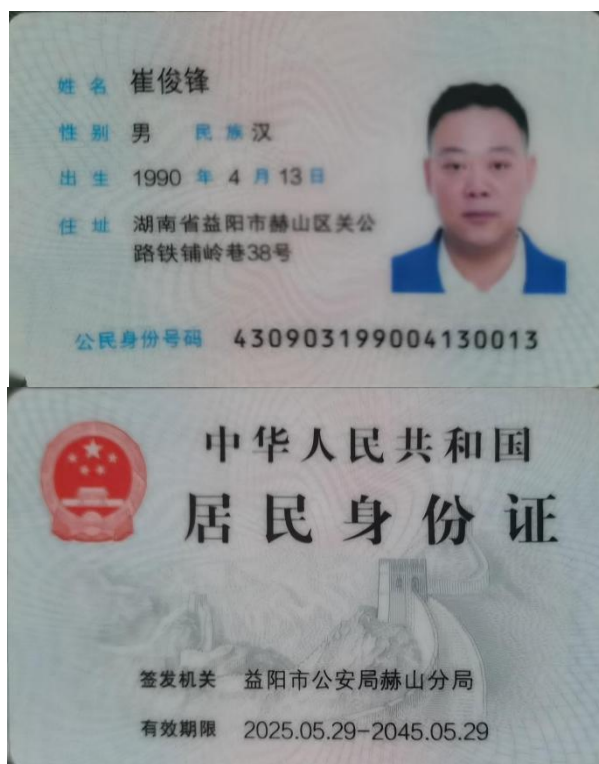 姓名 崔俊锋
性别 男 民族 汉
出生 1990 年 4 月 13 日
住址 湖南省益阳市赫山区关公
路铁铺岭巷38号
公民身份号码 430903199004130013
中华人民共和国
居民身份证
签发机关 益阳市公安局赫山分局
有效期限 2025.05.29-2045.05.29